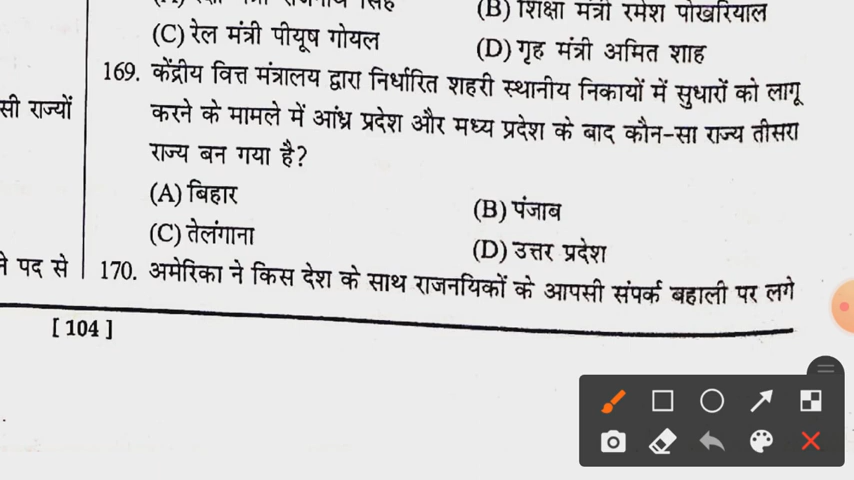 (B) शिक्षा मंत्री रमेश पोखरियाल
(C) रेल मंत्री पीयूष गोयल
(D) गृह मंत्री अमित शाह
169. केंद्रीय वित्त मंत्रालय द्वारा निर्धारित शहरी स्थानीय निकायों में सुधारों को लागू
करने के मामले में आंध्र प्रदेश और मध्य प्रदेश के बाद कौन-सा राज्य तीसरा
राज्य बन गया है?
(A) बिहार
(B) पंजाब
(C) तेलंगाना
(D) उत्तर प्रदेश
170. अमेरिका ने किस देश के साथ राजनयिकों के आपसी संपर्क बहाली पर लगे
सी राज्यों
ने पद से
[ 104 ]